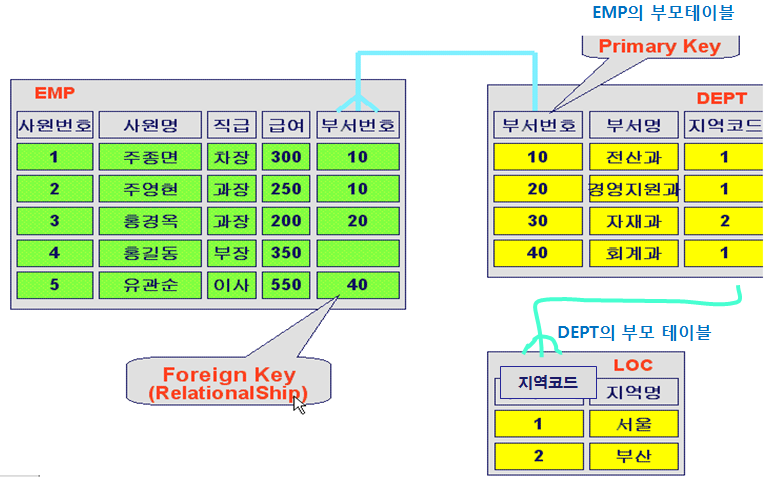 EMP의 부모테이블
Primary Key
EMP
사원번호 사원명 직급 급여 부서번호
1 주종면 차장 300 10
2 주영현 과장 250 10
3 홍경옥 과장 200 20
4 홍길동 부장 350
5 유관순 이사 550 40
Foreign Key
(RelationalShip)
DEPT
부서번호 부서명 지역코드
10 전산과 1
20 경영지원과 1
30 자재과 2
40 회계과 1
DEPT의 부모 테이블
LOC
지역코드 지역명
1 서울
2 부산